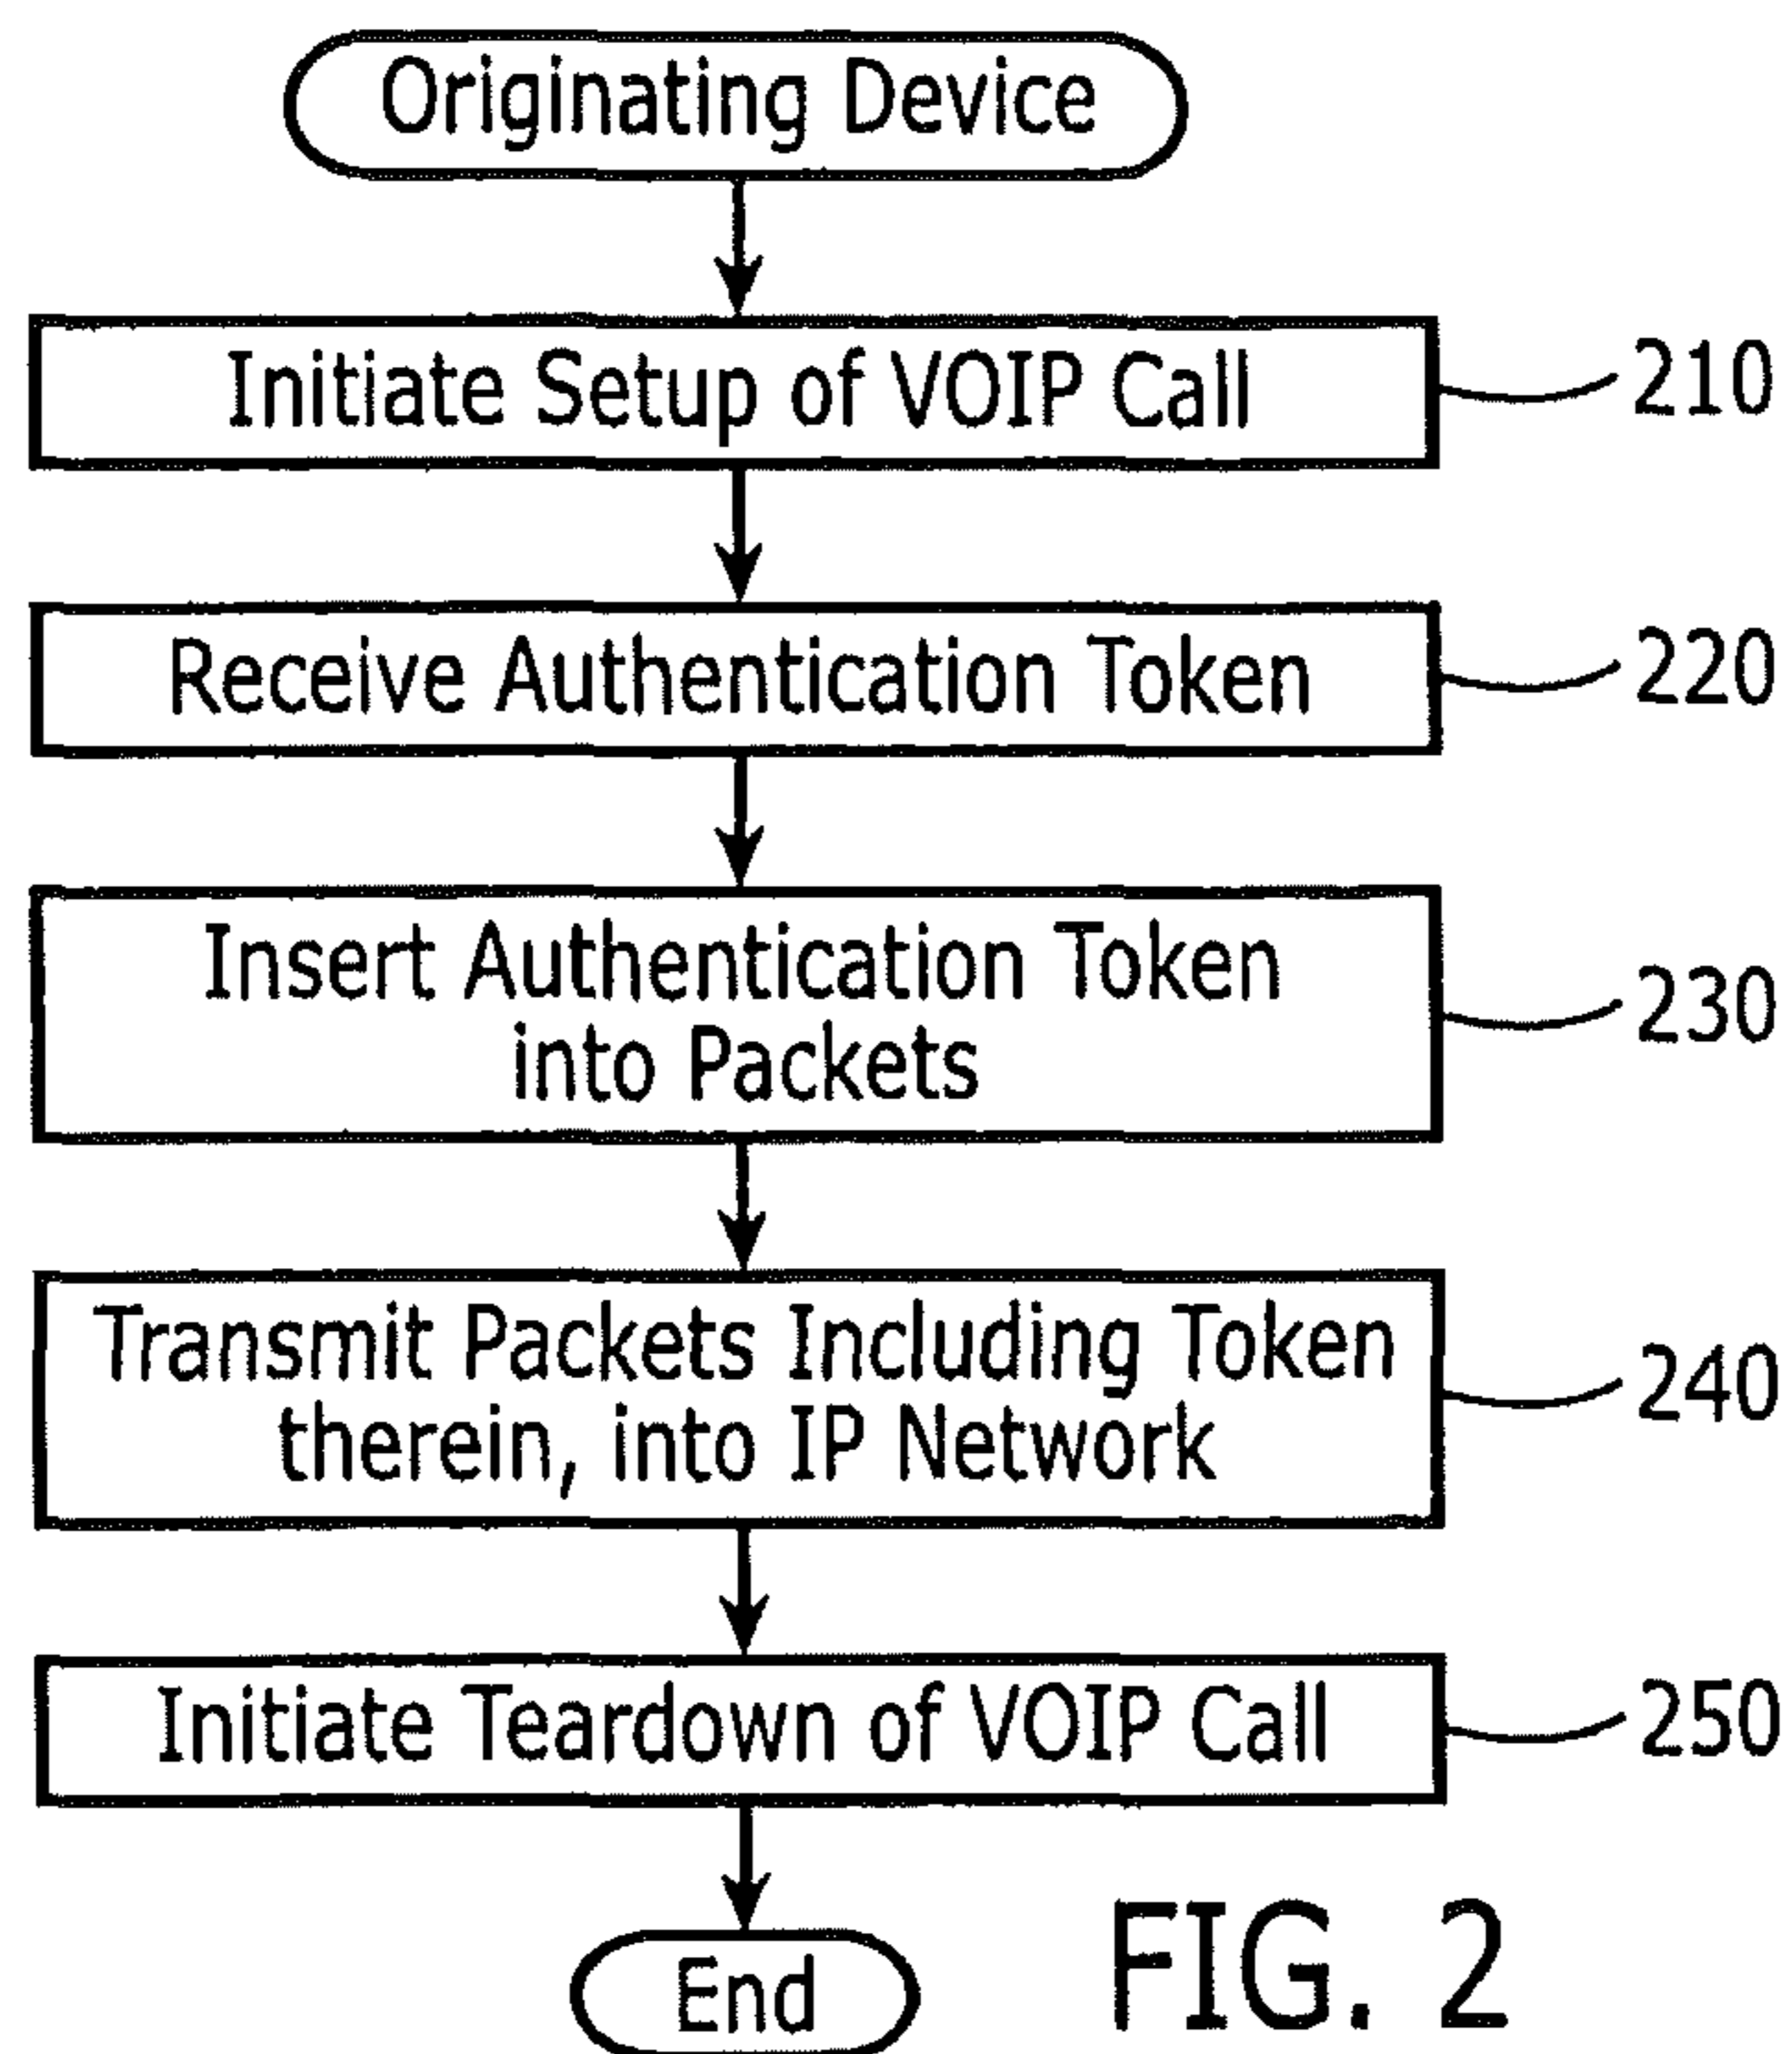 Originating Device
Initiate Setup of VOIP Call
210
Receive Authentication Token
220
Insert Authentication Token
into Packets
230
Transmit Packets Including Token
therein, into IP Network
240
Initiate Teardown of VOIP Call
250
End
FIG. 2